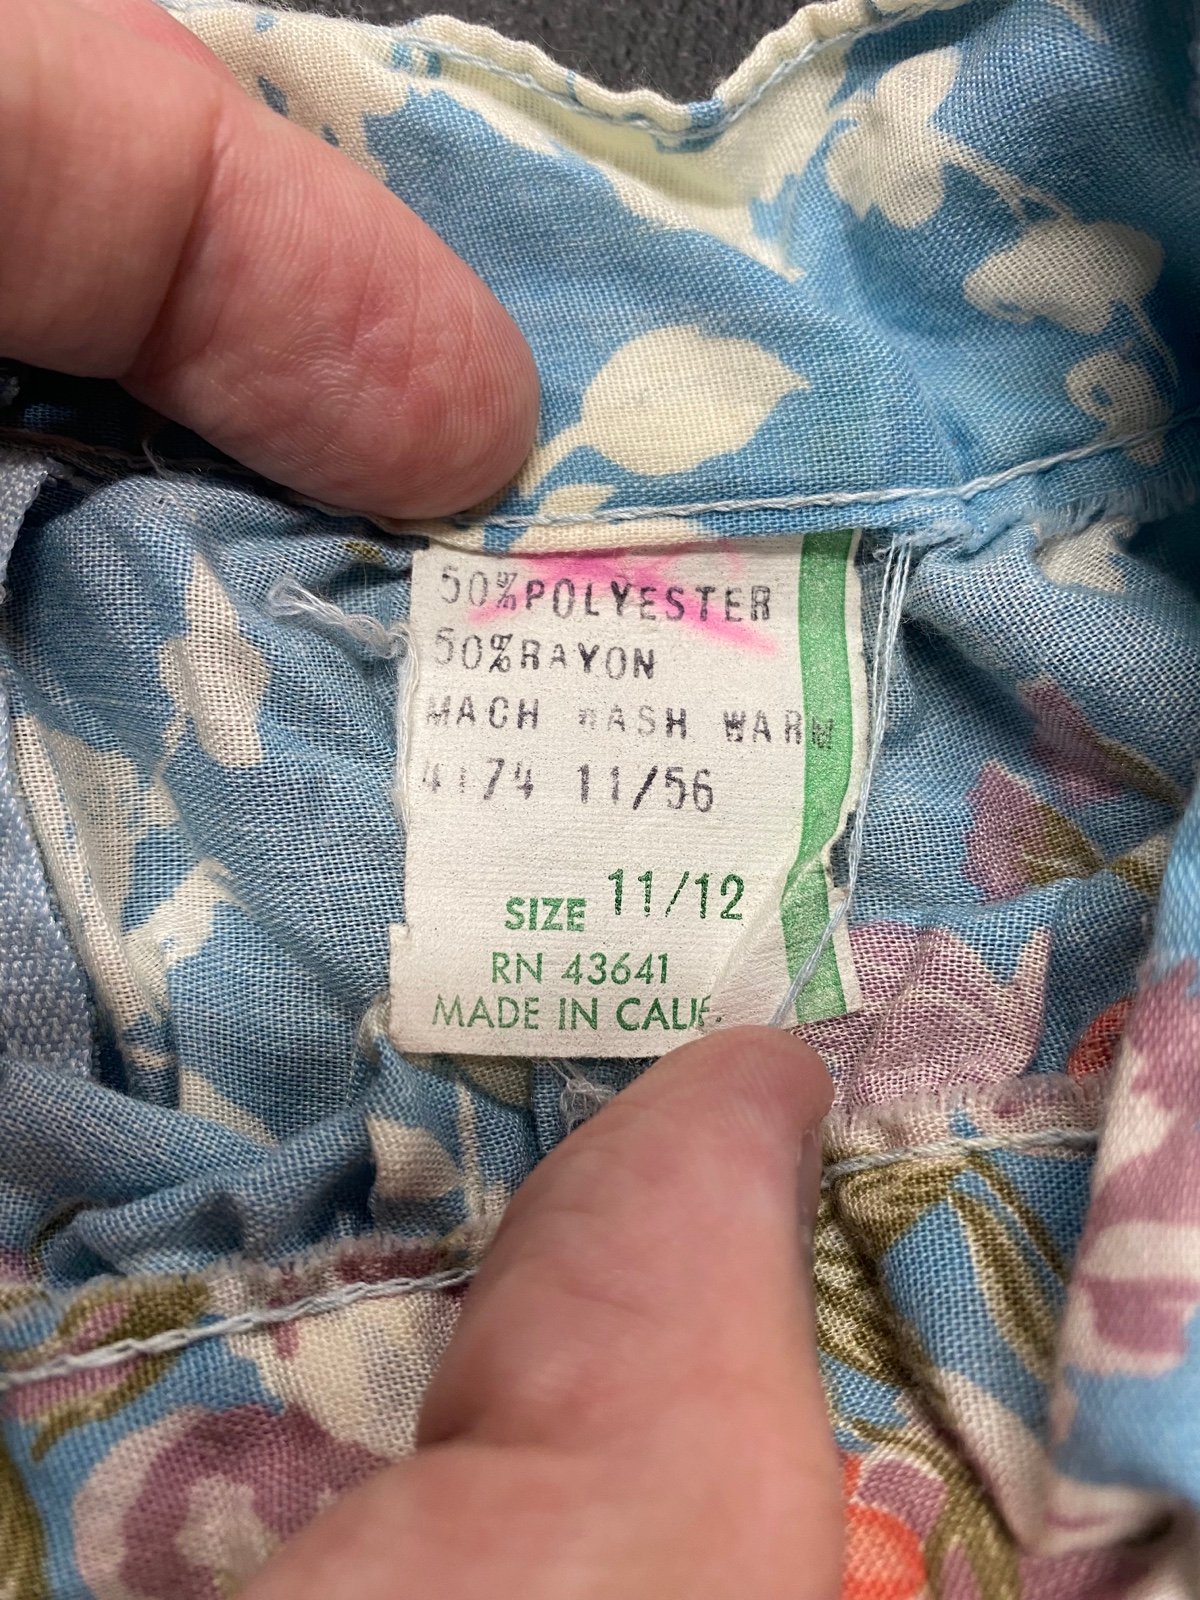 50%POLYESTER
50%RAYON
MACH WASH WARM
4174 11/56
SIZE 11/12
RN 43641
MADE IN CALIF.